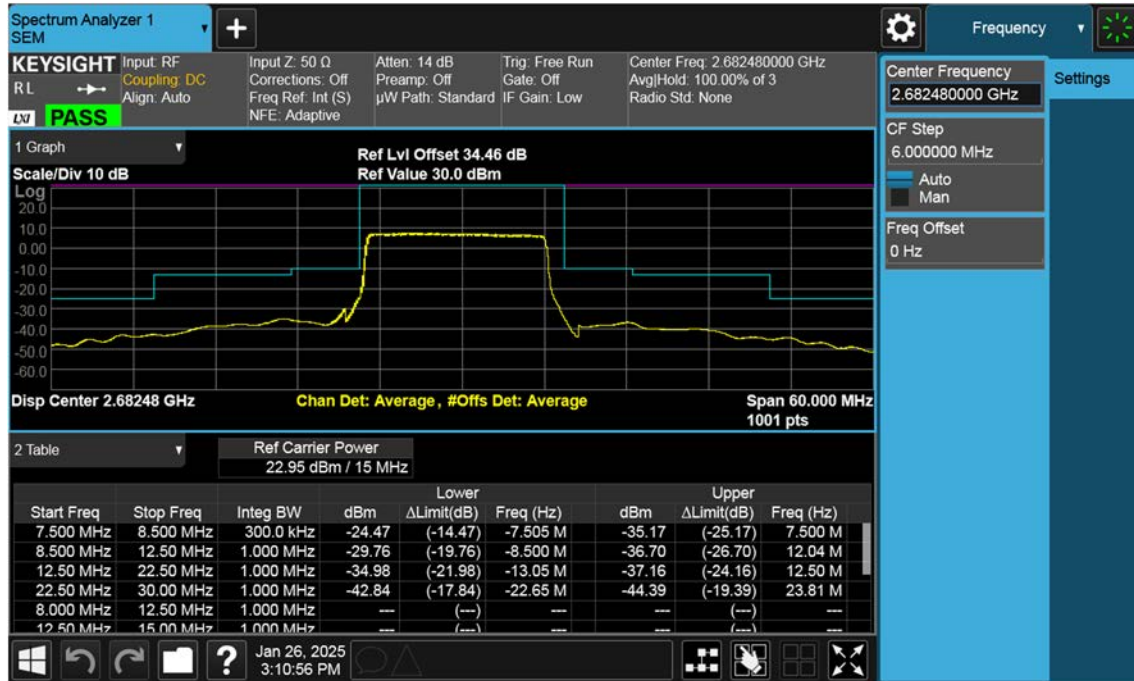 Spectrum Analyzer 1
SEM
Frequency
KEYSIGHT
RL
LXI PASS
Input: RF
Coupling: DC
Align: Auto
Input Z: 50 Ω
Corrections: Off
Freq Ref: Int (S)
NFE: Adaptive
Atten: 14 dB
Preamp: Off
µW Path: Standard
Trig: Free Run
Gate: Off
IF Gain: Low
Center Freq: 2.682480000 GHz
Avg|Hold: 100.00% of 3
Radio Std: None
Center Frequency
2.682480000 GHz
Settings
CF Step
6.000000 MHz
Auto
Man
Freq Offset
0 Hz
1 Graph
Scale/Div 10 dB
Ref Lvl Offset 34.46 dB
Ref Value 30.0 dBm
Log
20.0
10.0
0.00
-10.0
-20.0
-30.0
-40.0
-50.0
-60.0
Disp Center 2.68248 GHz
Chan Det: Average, #Offs Det: Average
Span 60.000 MHz
1001 pts
2 Table
Ref Carrier Power
22.95 dBm / 15 MHz
Lower Upper
Start Freq Stop Freq Integ BW dBm ΔLimit(dB) Freq (Hz) dBm ΔLimit(dB) Freq (Hz)
7.500 MHz 8.500 MHz 300.0 kHz -24.47 (-14.47) -7.505 M -35.17 (-25.17) 7.500 M
8.500 MHz 12.50 MHz 1.000 MHz -29.76 (-19.76) -8.500 M -36.70 (-26.70) 12.04 M
12.50 MHz 22.50 MHz 1.000 MHz -34.98 (-21.98) -13.05 M -37.16 (-24.16) 12.50 M
22.50 MHz 30.00 MHz 1.000 MHz -42.84 (-17.84) -22.65 M -44.39 (-19.39) 23.81 M
8.000 MHz 12.50 MHz 1.000 MHz --- (---) --- --- (---) ---
12.50 MHz 15.00 MHz 1.000 MHz --- (---) --- --- (---) ---
?
Jan 26, 2025
3:10:56 PM